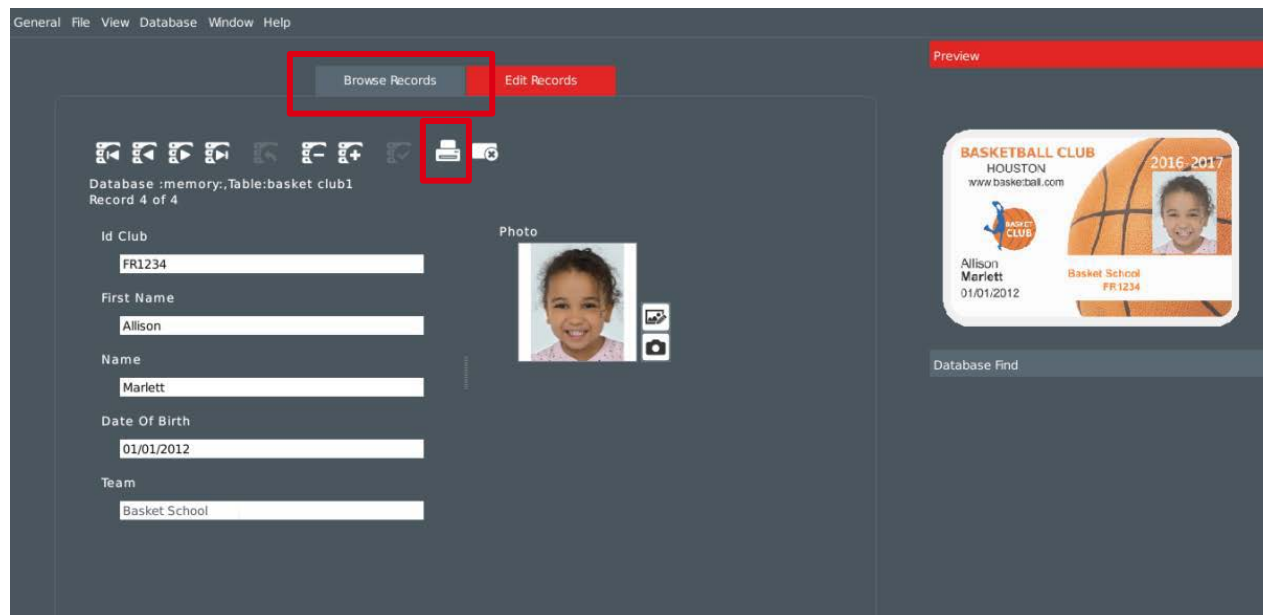 General File View Database Window Help
Browse Records
Edit Records
Database :memory:,Table:basket club1
Record 4 of 4
Id Club
FR1234
First Name
Allison
Name
Marlett
Date Of Birth
01/01/2012
Team
Basket School
Photo
Preview
BASKETBALL CLUB
HOUSTON
www.basketball.com
2016-2017
BASKET
CLUB
Allison
Marlett
01/01/2012
Basket School
FR1234
Database Find